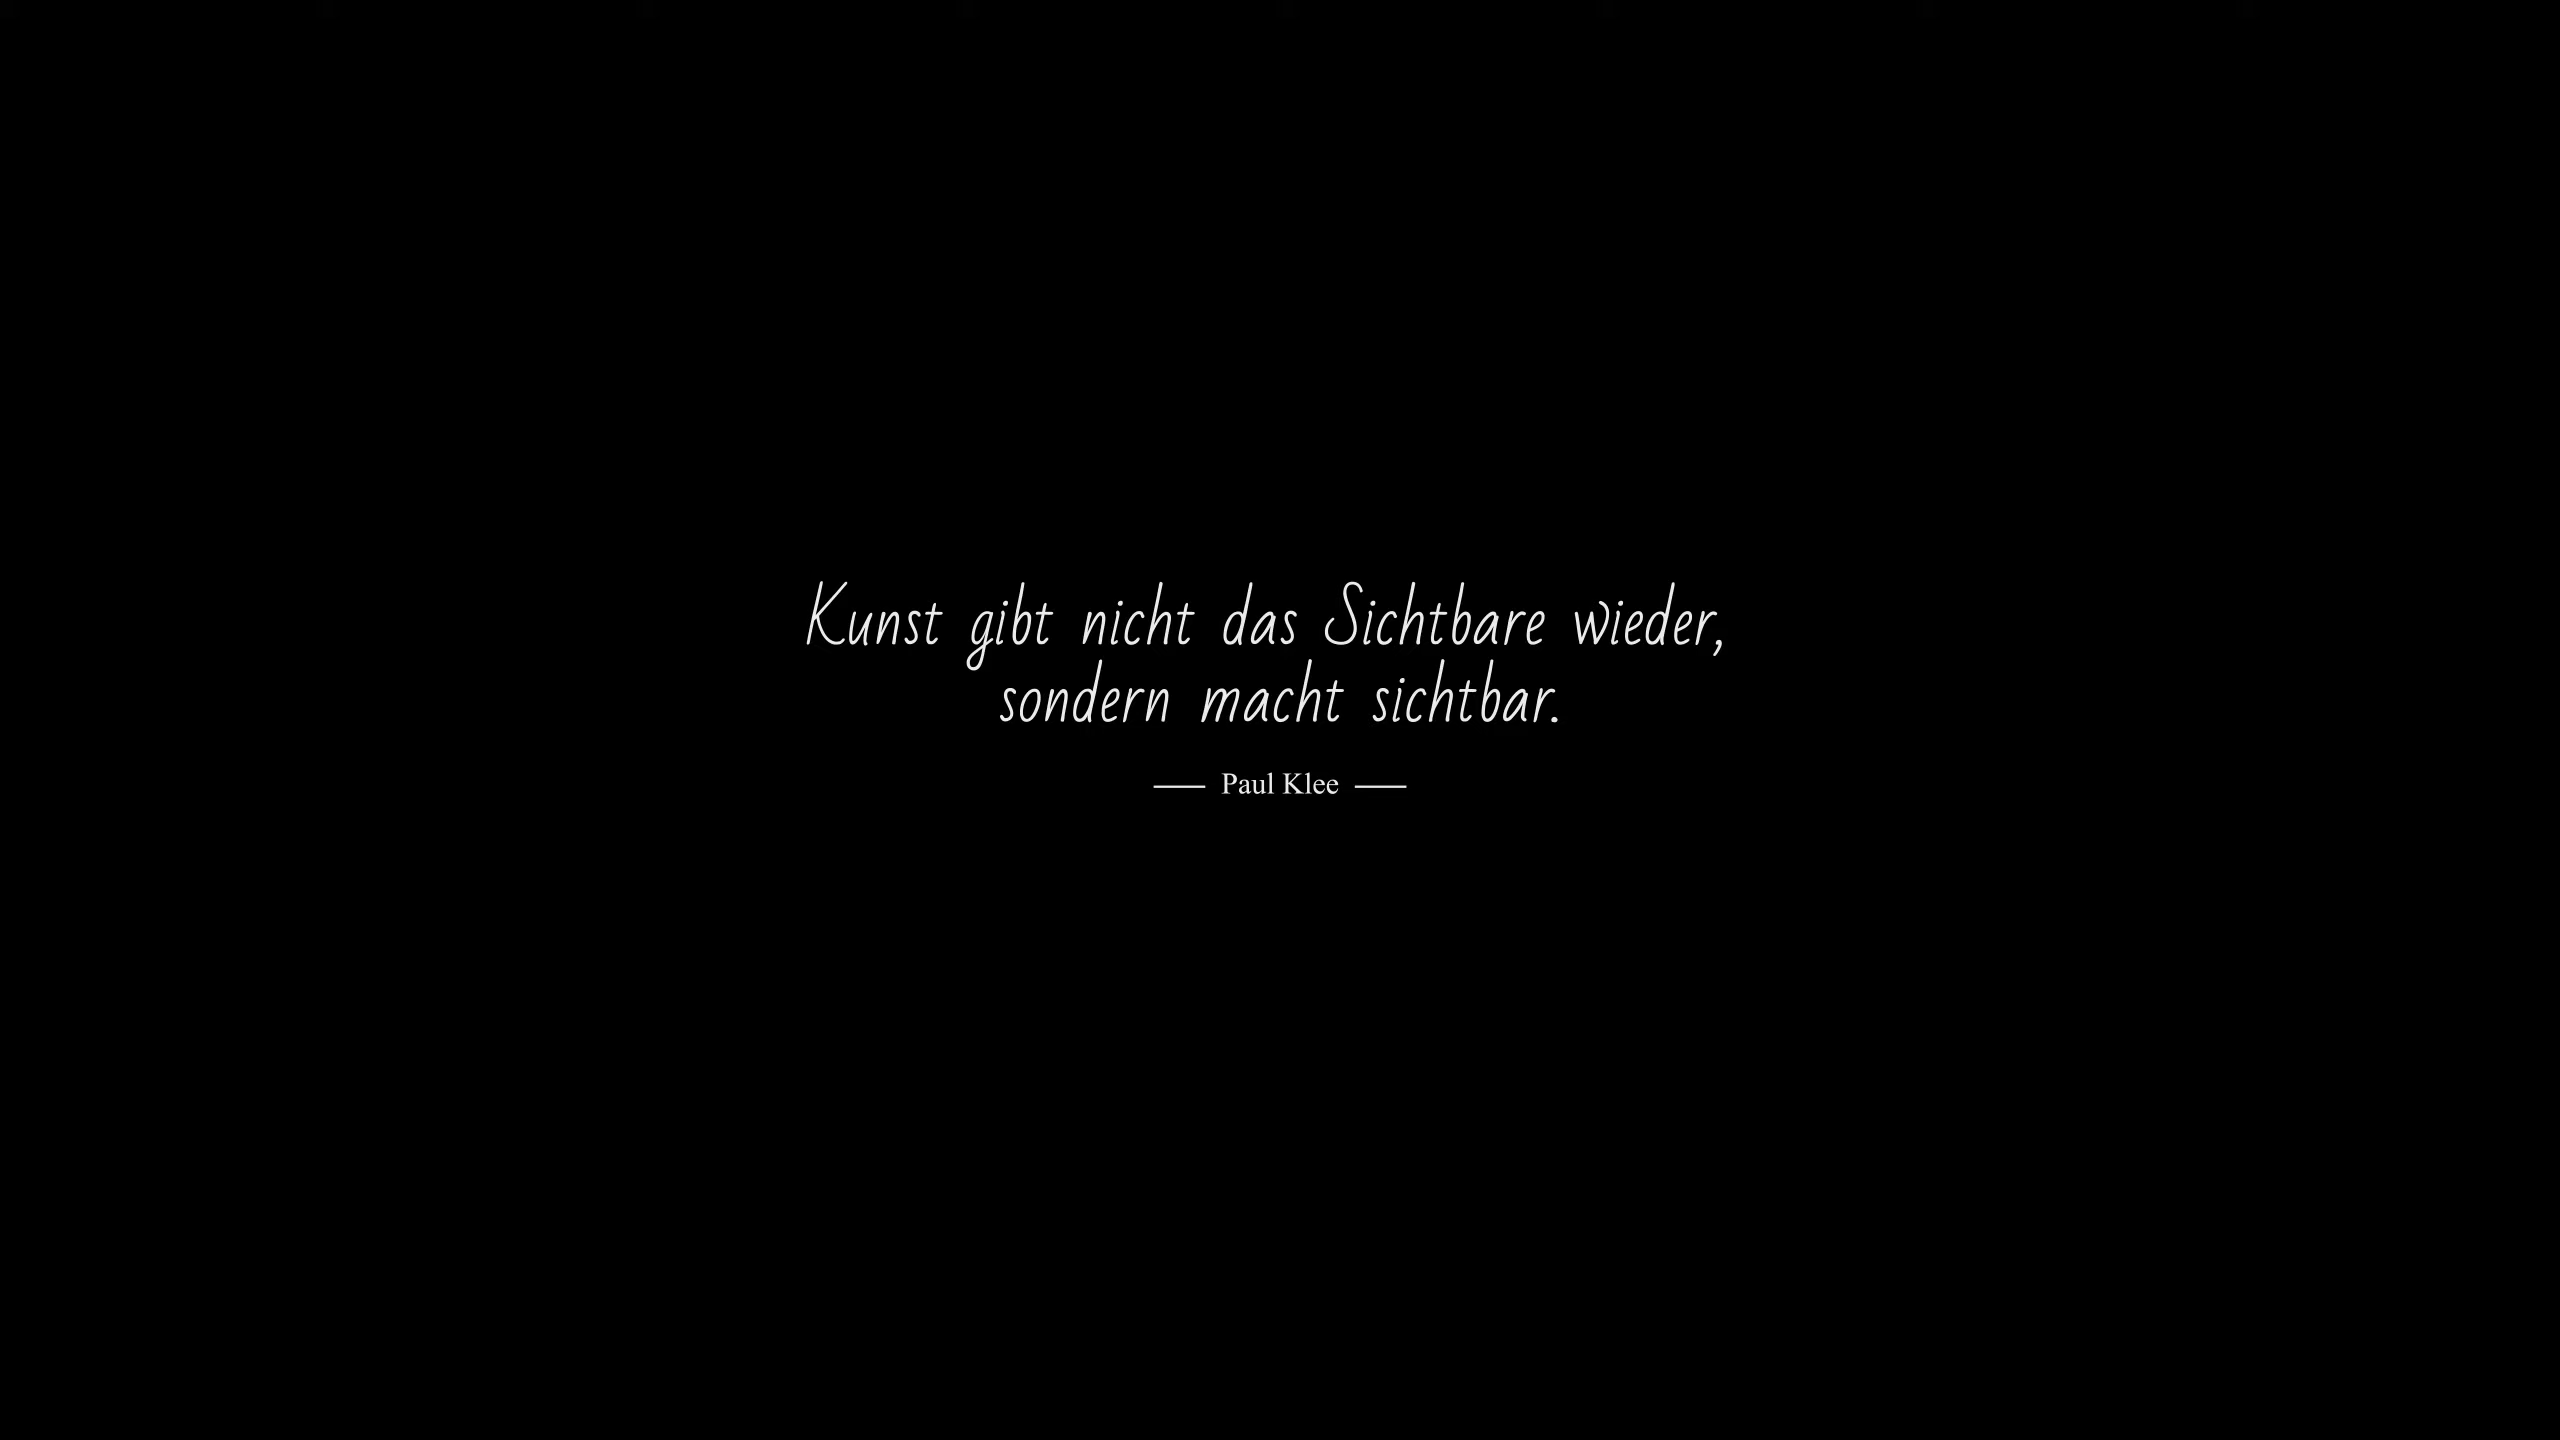 Kunst gibt nicht das Sichtbare wieder,
sondern macht sichtbar.
— Paul Klee —